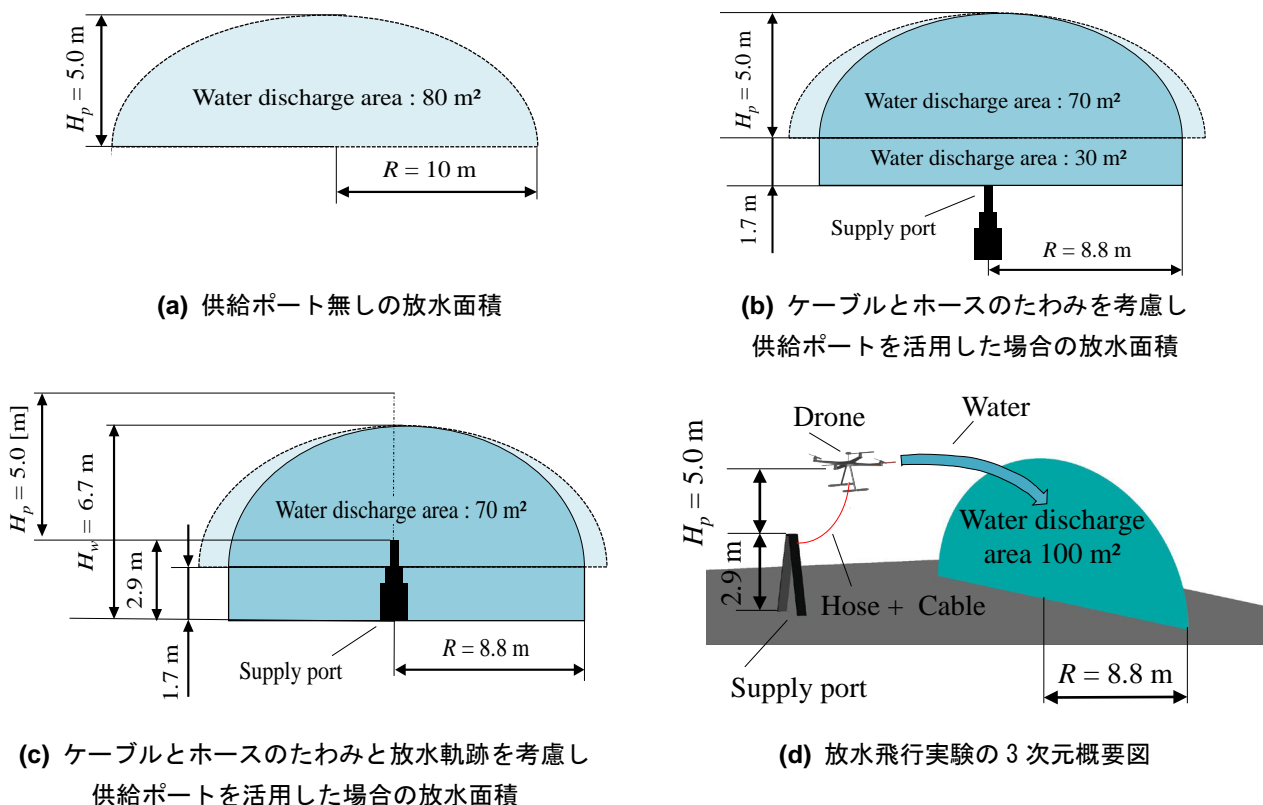 H_p = 5.0 m
Water discharge area : 80 m²
R = 10 m
(a) 供給ポート無しの放水面積
H_p = 5.0 m
Water discharge area : 70 m²
Water discharge area : 30 m²
1.7 m
Supply port
R = 8.8 m
(b) ケーブルとホースのたわみを考慮し
供給ポートを活用した場合の放水面積
H_p = 5.0 [m]
H_w = 6.7 m
Water discharge area : 70 m²
2.9 m
1.7 m
Supply port
R = 8.8 m
(c) ケーブルとホースのたわみと放水軌跡を考慮し
供給ポートを活用した場合の放水面積
Water
Drone
H_p = 5.0 m
Water discharge
area 100 m²
2.9 m
Hose + Cable
Supply port
R = 8.8 m
(d) 放水飛行実験の 3 次元概要図